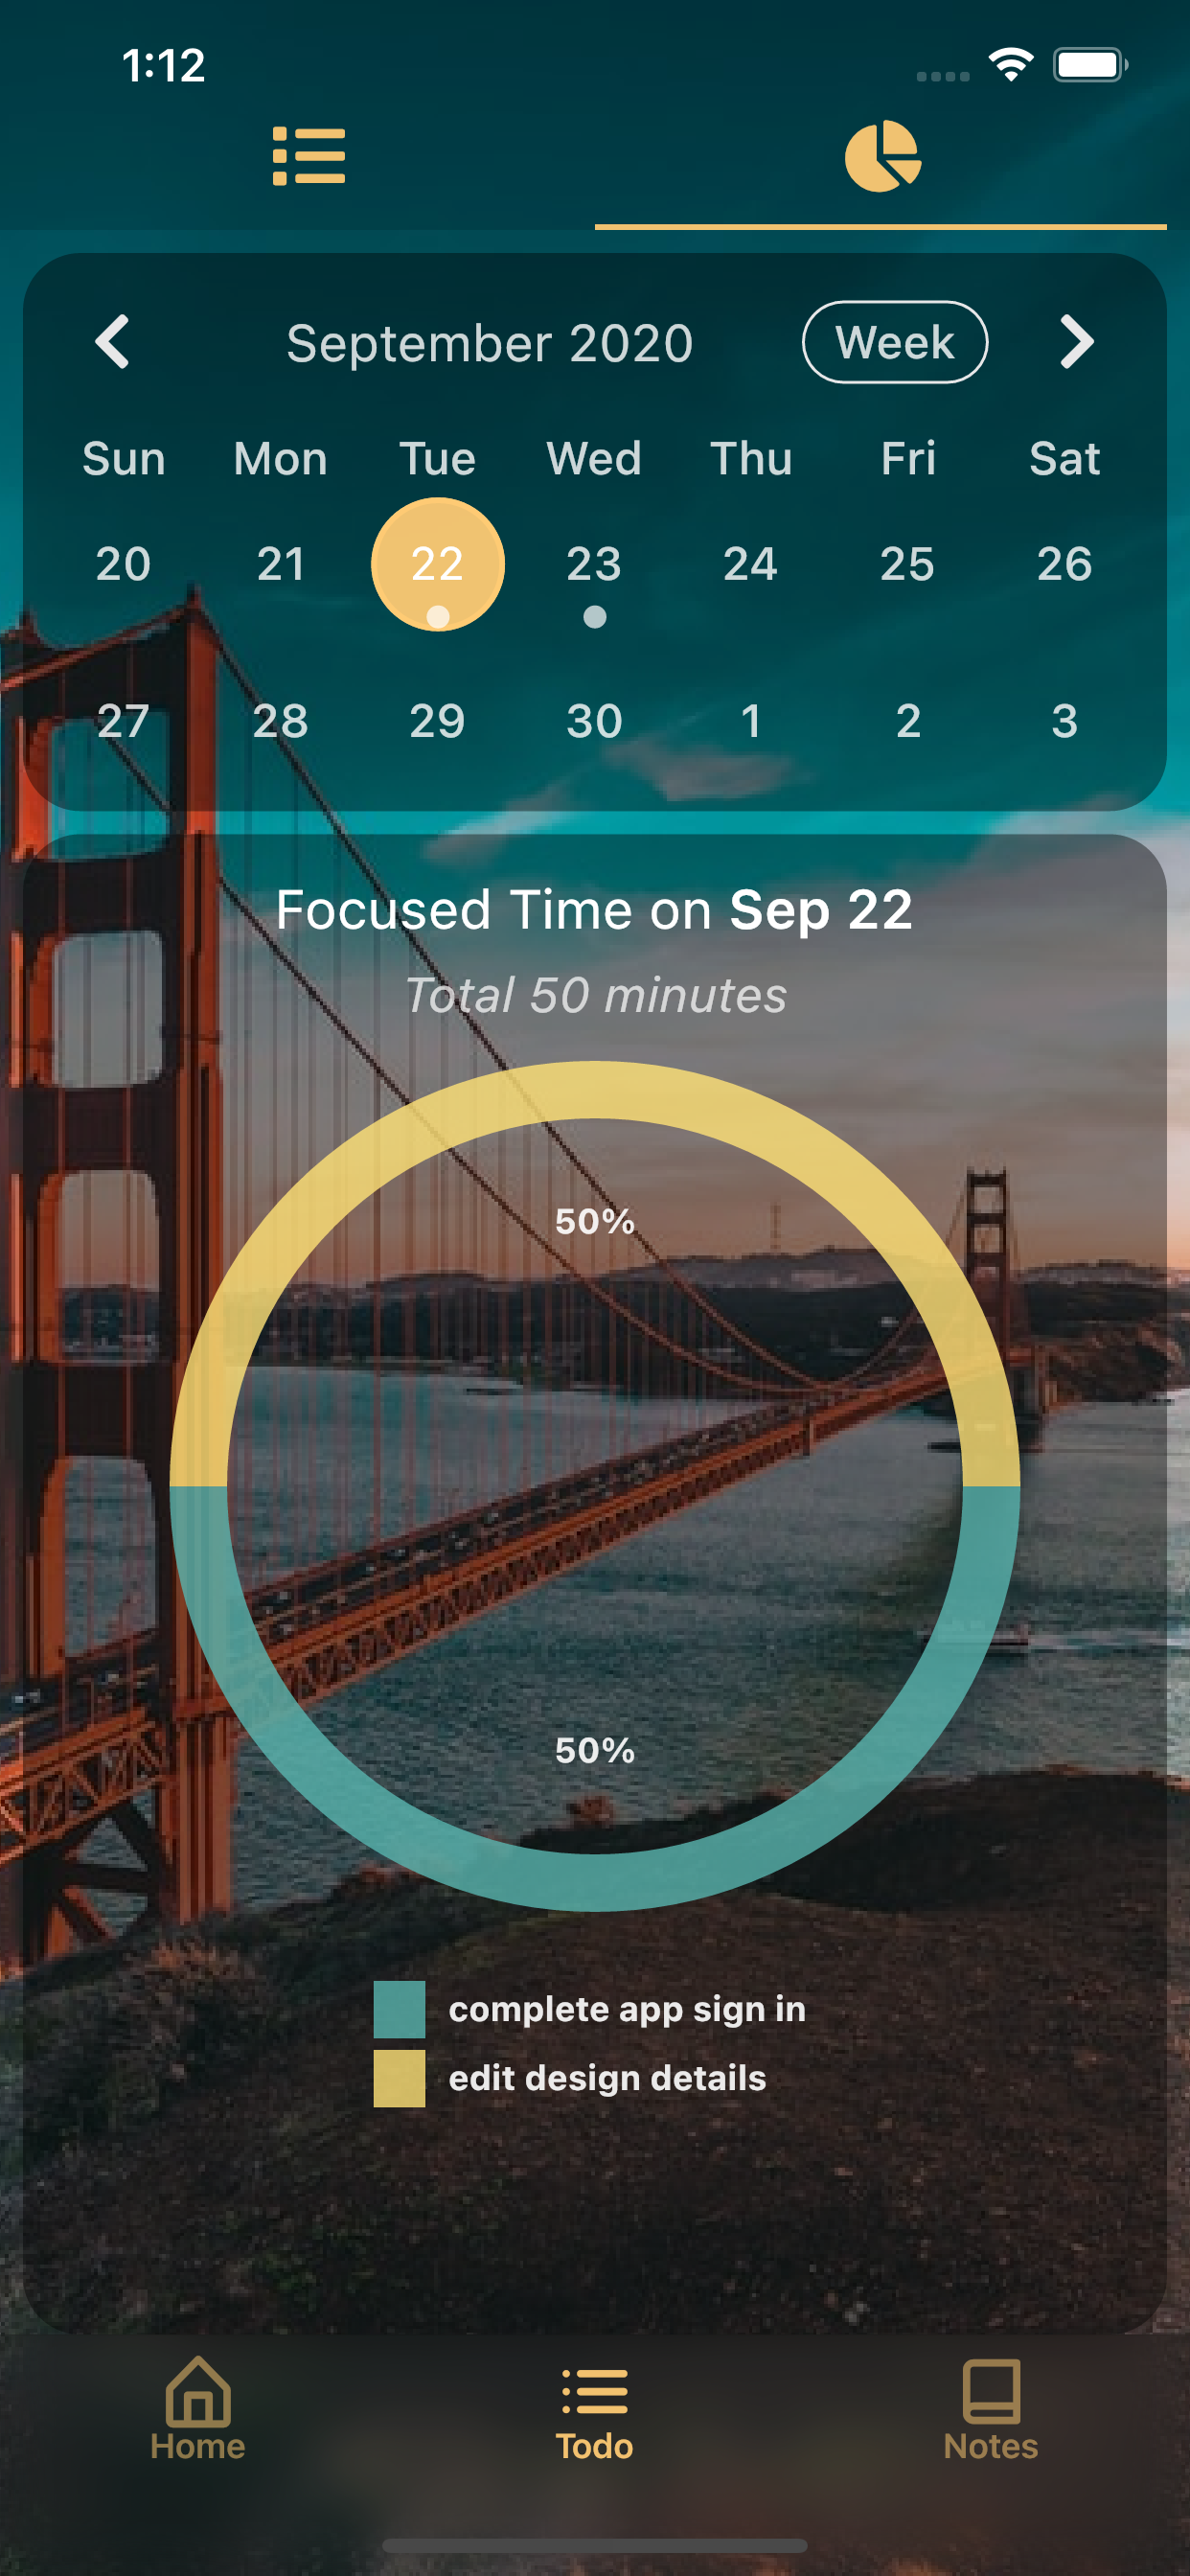 1:12
September 2020 Week
Sun Mon Tue Wed Thu Fri Sat
20 21 22 23 24 25 26
27 28 29 30 1 2 3
Focused Time on Sep 22
Total 50 minutes
50%
50%
complete app sign in
edit design details
Home Todo Notes